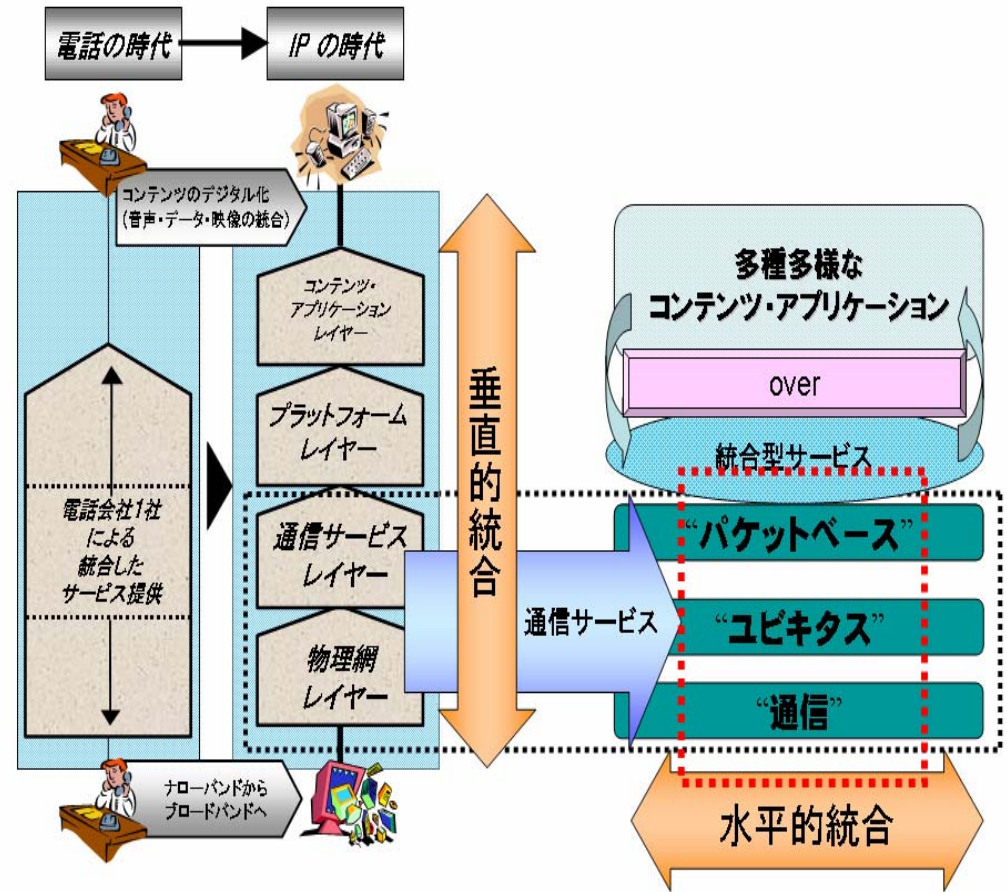 電話の時代
IP の時代
コンテンツのデジタル化
(音声・データ・映像の統合)
電話会社1社
による
統合した
サービス提供
コンテンツ・
アプリケーション
レイヤー
プラットフォーム
レイヤー
通信サービス
レイヤー
物理網
レイヤー
ナローバンドから
ブロードバンドへ
垂直的統合
通信サービス
多種多様な
コンテンツ・アプリケーション
over
統合型サービス
“パケットベース”
“ユビキタス”
“通信”
水平的統合